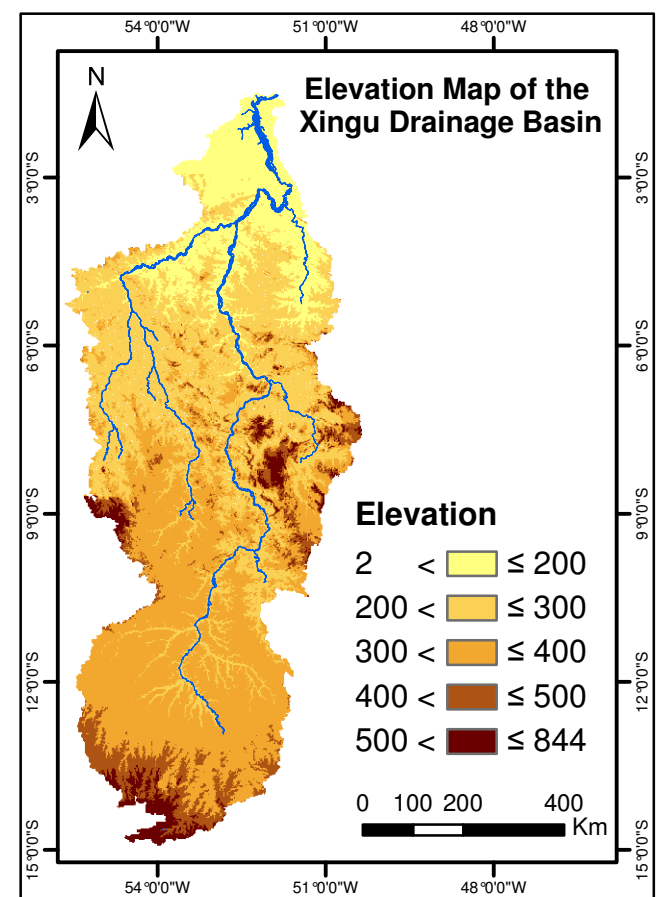 54°0'0"W 51°0'0"W 48°0'0"W
N
Elevation Map of the
Xingu Drainage Basin
3°0'0"S
3°0'0"S
6°0'0"S
6°0'0"S
9°0'0"S
9°0'0"S
12°0'0"S
12°0'0"S
15°0'0"S
15°0'0"S
Elevation
2 < ≤ 200
200 < ≤ 300
300 < ≤ 400
400 < ≤ 500
500 < ≤ 844
0 100 200 400
Km
54°0'0"W 51°0'0"W 48°0'0"W